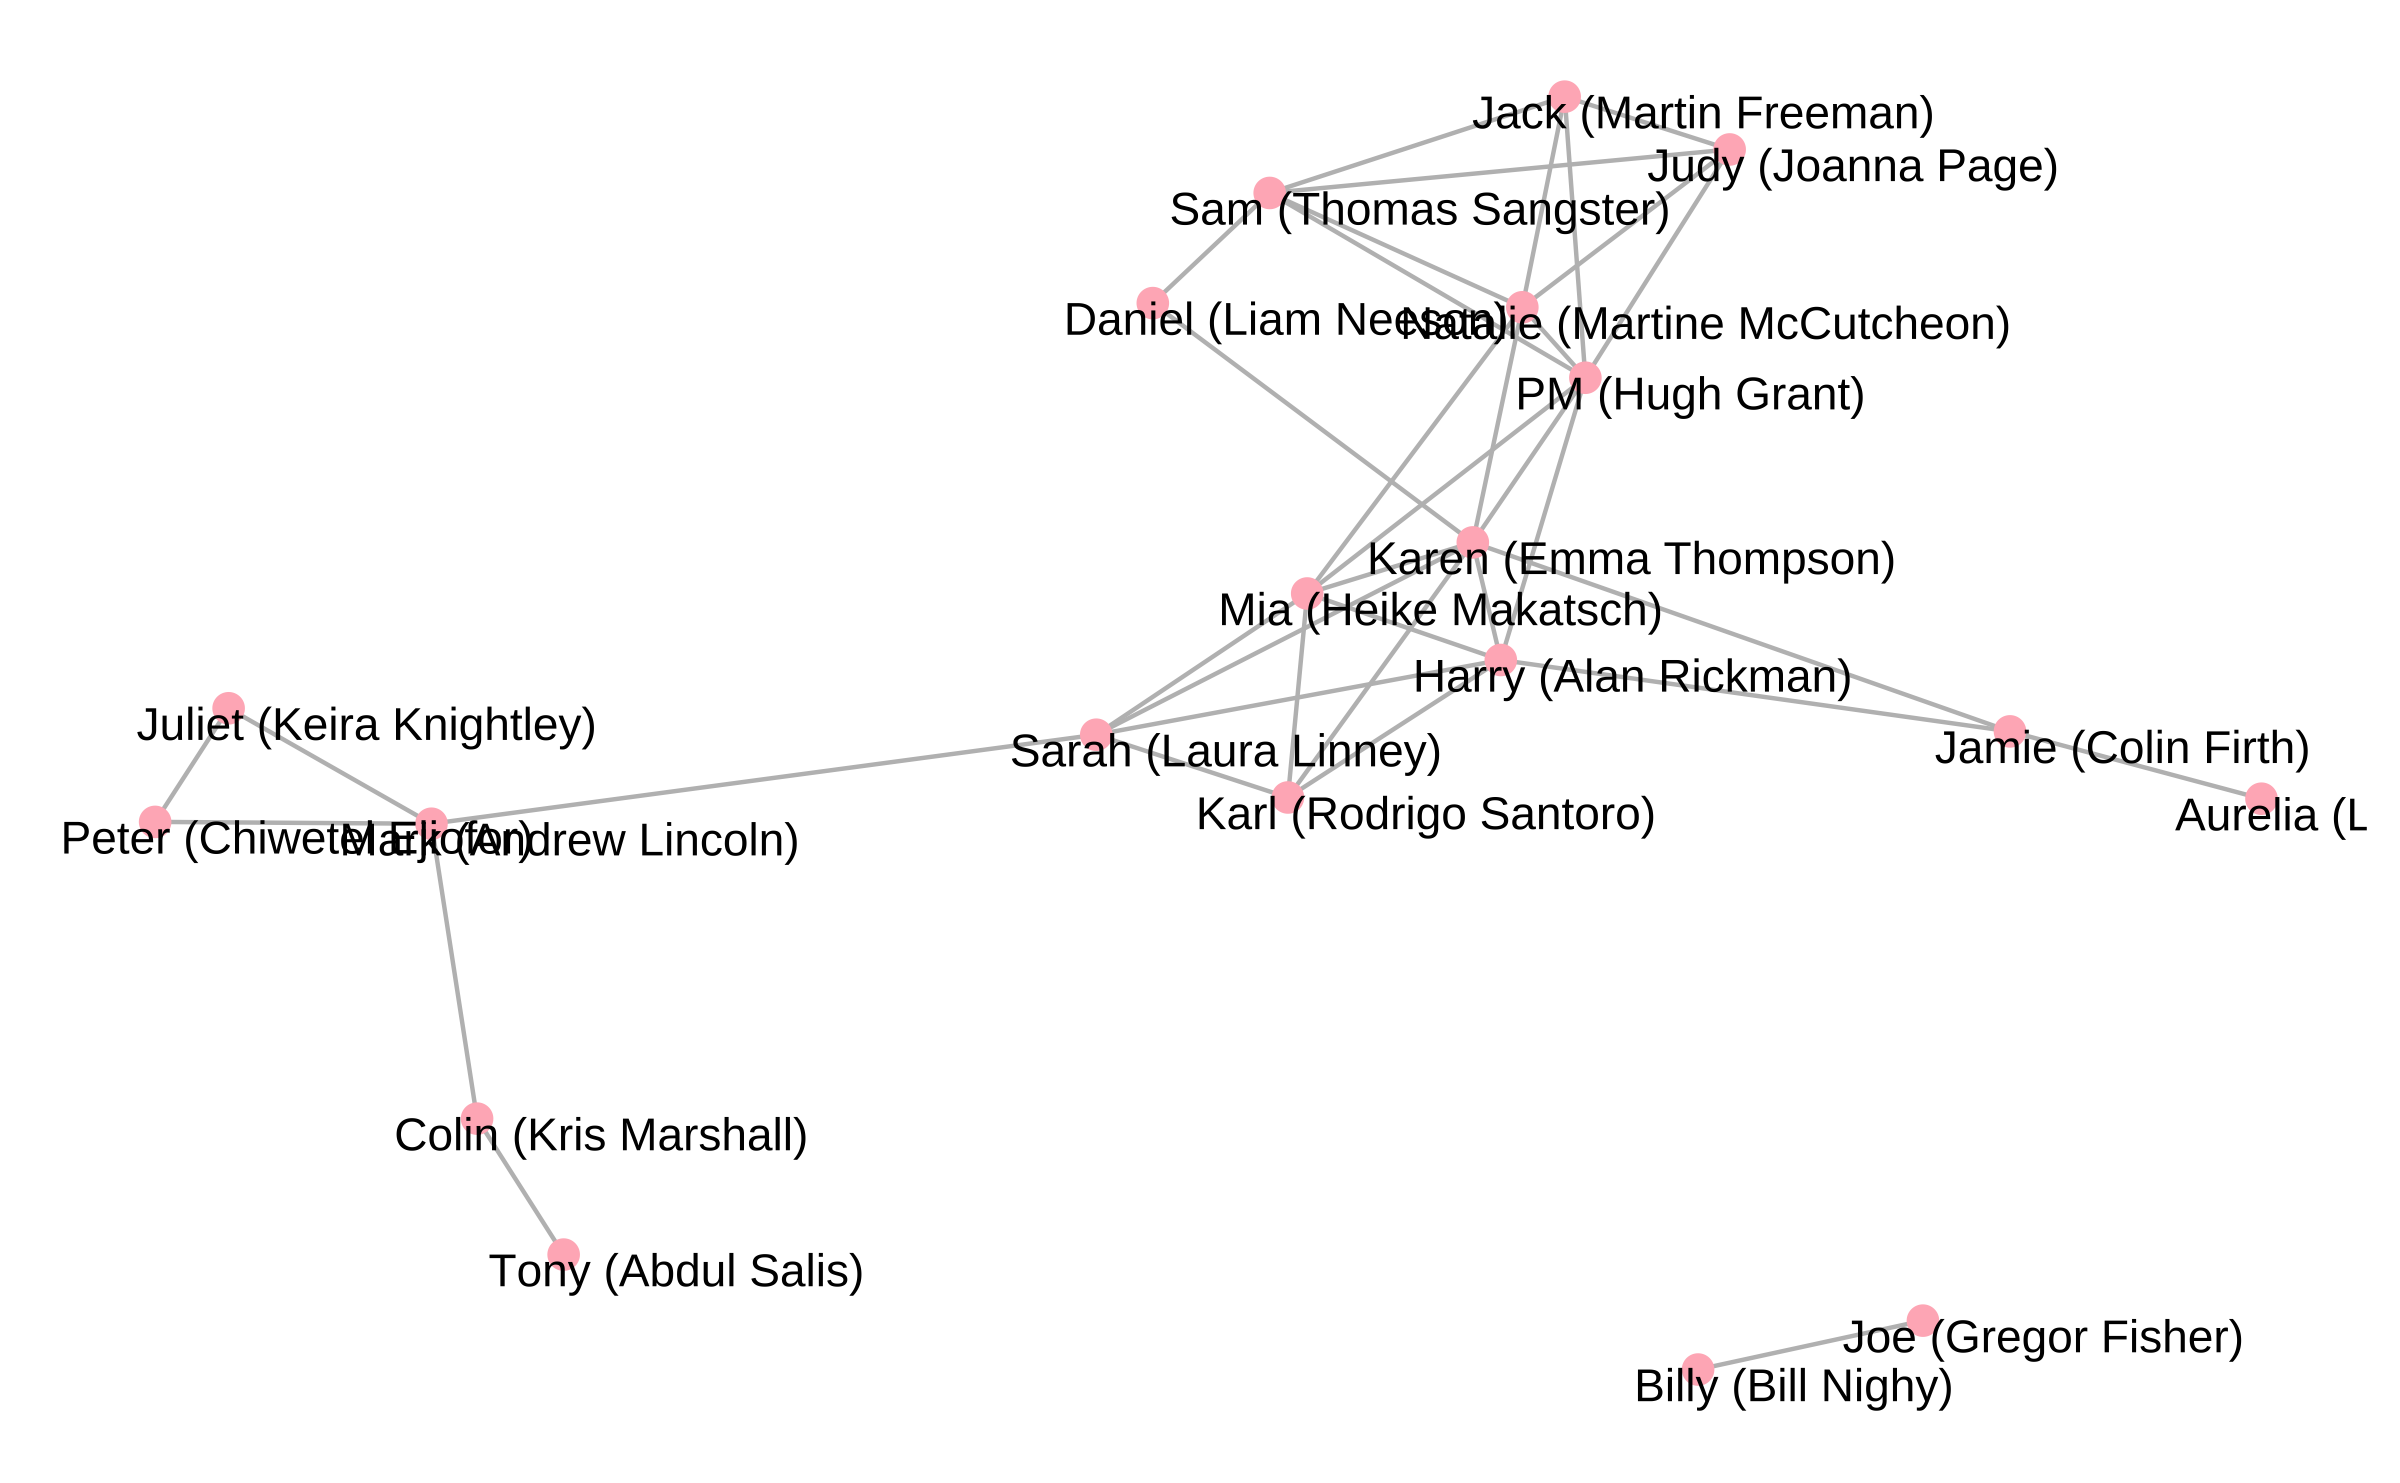 Jack (Martin Freeman)
Judy (Joanna Page)
Sam (Thomas Sangster)
Daniel (Liam Neeson)
Natalie (Martine McCutcheon)
PM (Hugh Grant)
Karen (Emma Thompson)
Mia (Heike Makatsch)
Harry (Alan Rickman)
Juliet (Keira Knightley)
Sarah (Laura Linney)
Jamie (Colin Firth)
Karl (Rodrigo Santoro)
Aurelia (L
Peter (Chiwetel Ejiofor)
Mark (Andrew Lincoln)
Colin (Kris Marshall)
Tony (Abdul Salis)
Joe (Gregor Fisher)
Billy (Bill Nighy)